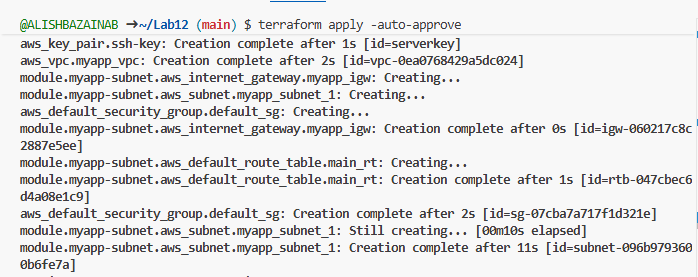 @ALISHBAZAINAB ➜~/Lab12 (main) $ terraform apply -auto-approve
aws_key_pair.ssh-key: Creation complete after 1s [id=serverkey]
aws_vpc.myapp_vpc: Creation complete after 2s [id=vpc-0ea0768429a5dc024]
module.myapp-subnet.aws_internet_gateway.myapp_igw: Creating...
module.myapp-subnet.aws_subnet.myapp_subnet_1: Creating...
aws_default_security_group.default_sg: Creating...
module.myapp-subnet.aws_internet_gateway.myapp_igw: Creation complete after 0s [id=igw-060217c8c
2887e5ee]
module.myapp-subnet.aws_default_route_table.main_rt: Creating...
module.myapp-subnet.aws_default_route_table.main_rt: Creation complete after 1s [id=rtb-047cbec6
d4a08e1c9]
aws_default_security_group.default_sg: Creation complete after 2s [id=sg-07cba7a717f1d321e]
module.myapp-subnet.aws_subnet.myapp_subnet_1: Still creating... [00m10s elapsed]
module.myapp-subnet.aws_subnet.myapp_subnet_1: Creation complete after 11s [id=subnet-096b979360
0b6fe7a]